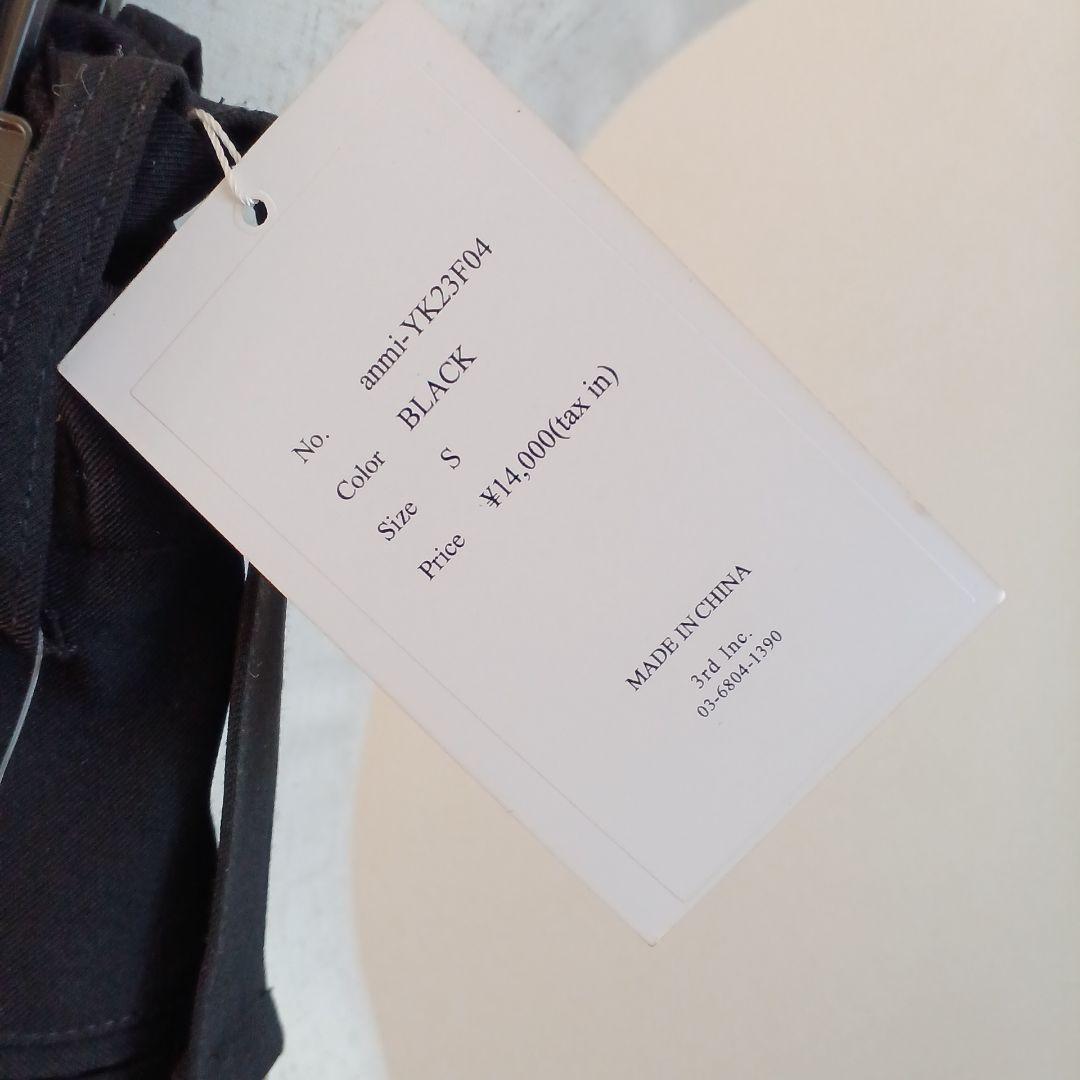 No. anmi-YK23F04
Color BLACK
Size S
Price ¥14,000(tax in)
MADE IN CHINA
3rd Inc.
03-6804-1390